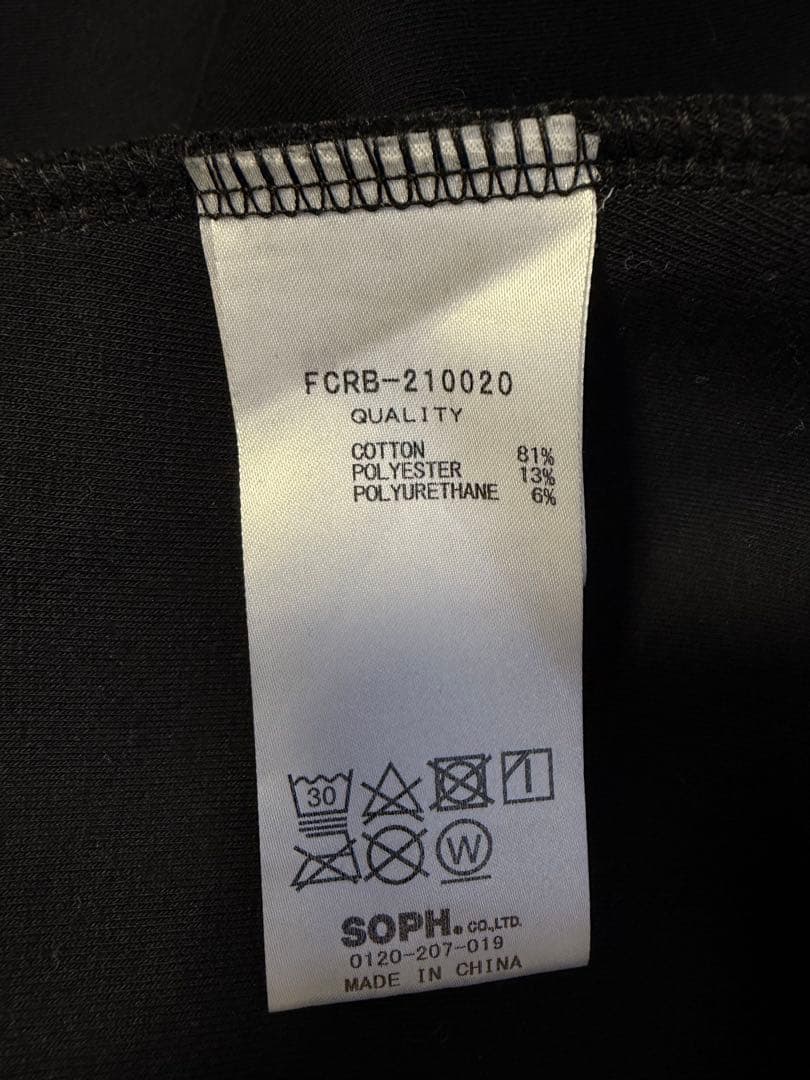 FCRB-210020
QUALITY
COTTON 81%
POLYESTER 13%
POLYURETHANE 6%
30
W
SOPH. CO.,LTD.
0120-207-019
MADE IN CHINA